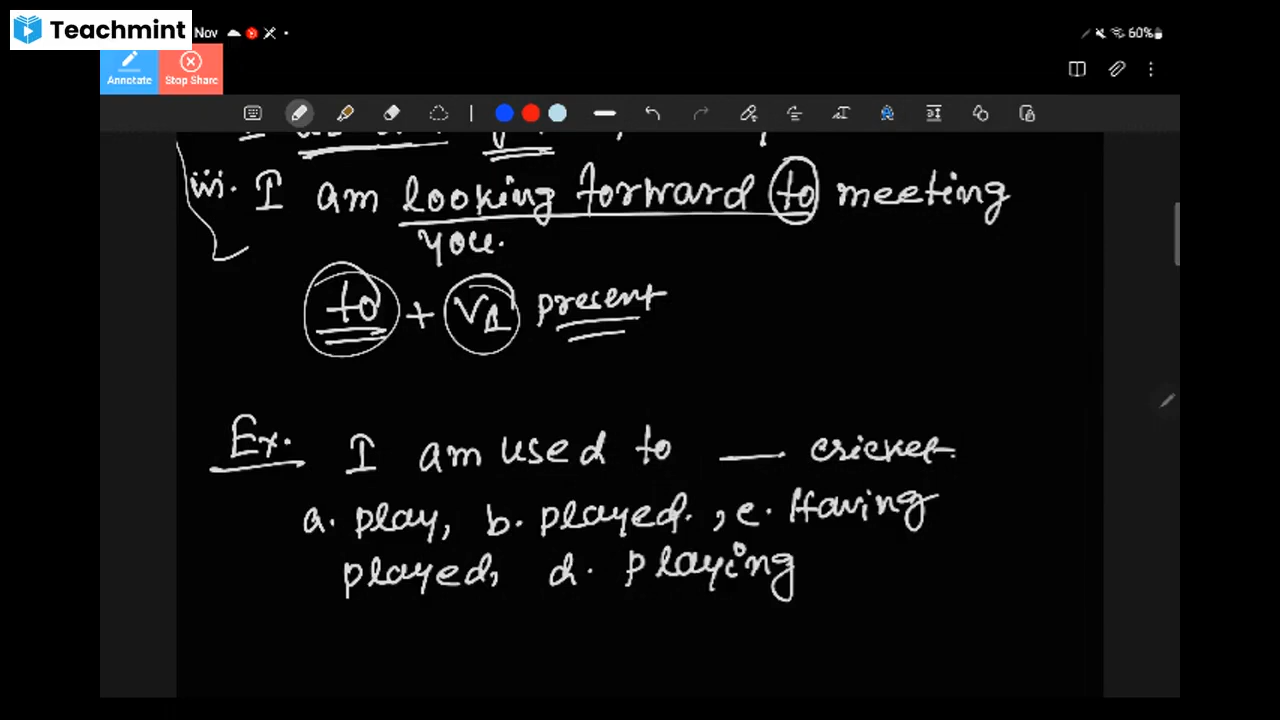 Teachmint
Nov
60%
Annotate
Stop Share
iii. I am looking forward to meeting
you.
to + V1 present
Ex. I am used to ___ cricket.
a. play, b. played., c. Having
played, d. playing